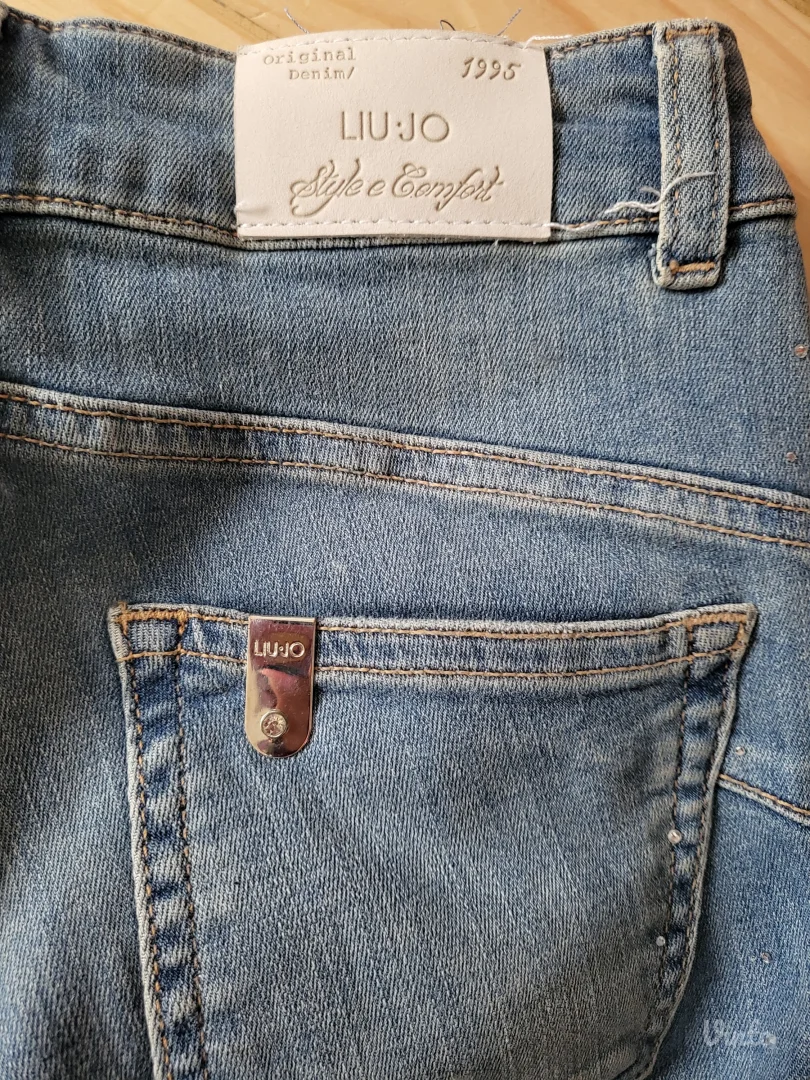 Original
Denim/
1995
LIU·JO
Style e Comfort
LIU·JO